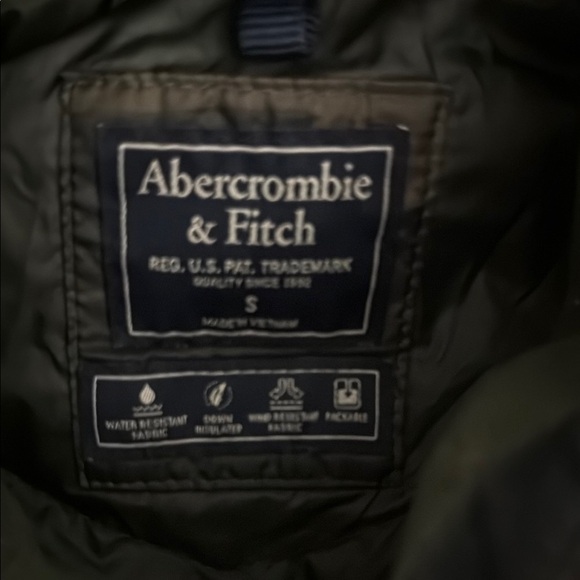 Abercrombie
& Fitch
REG. U.S. PAT. TRADEMARK
QUALITY SINCE 1892
S
MADE IN VIETNAM
WATER RESISTANT
FABRIC
DOWN
INSULATED
WIND RESISTANT
FABRIC
PACKABLE